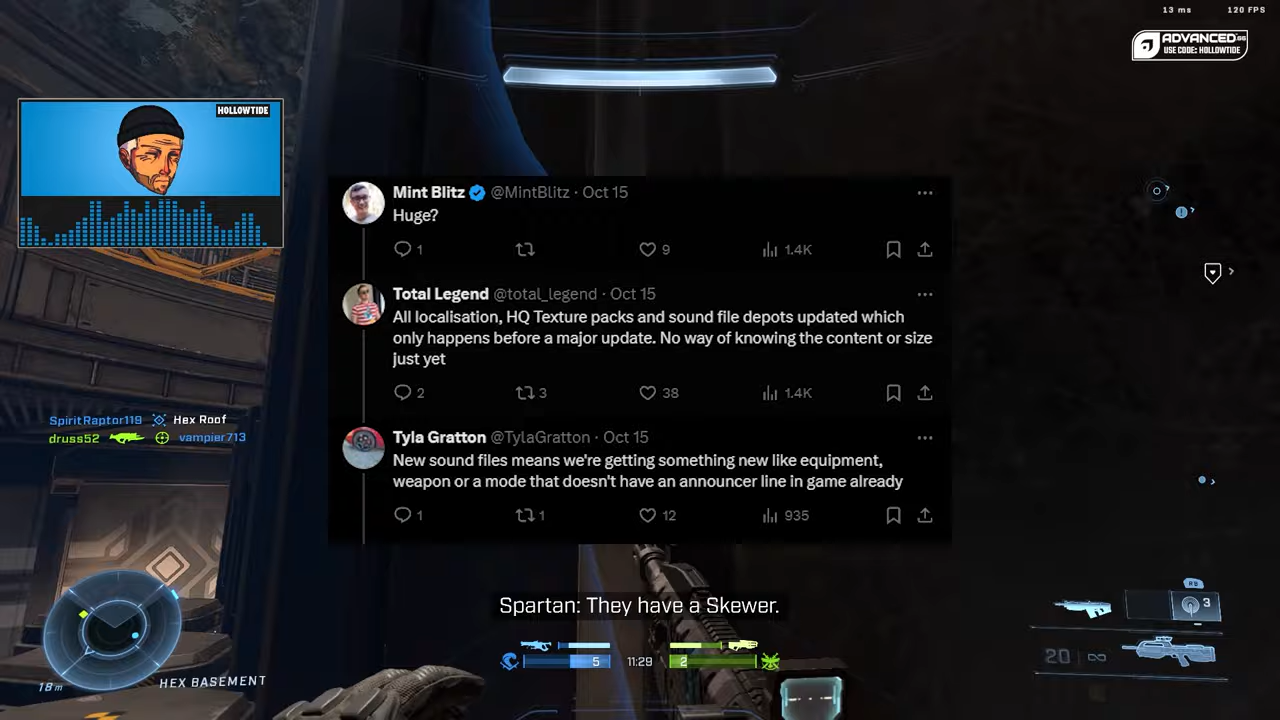 13 ms 120 FPS
ADVANCED.GG
USE CODE: HOLLOWTIDE
HOLLOWTIDE
Mint Blitz @MintBlitz · Oct 15
Huge?
1 9 1.4K
Total Legend @total_legend · Oct 15
All localisation, HQ Texture packs and sound file depots updated which
only happens before a major update. No way of knowing the content or size
just yet
2 3 38 1.4K
SpiritRaptor119 Hex Roof
druss52 vampier713
Tyla Gratton @TylaGratton · Oct 15
New sound files means we're getting something new like equipment,
weapon or a mode that doesn't have an announcer line in game already
1 1 12 935
RB
3
Spartan: They have a Skewer.
5 11:29 2
20 ∞
18m
HEX BASEMENT